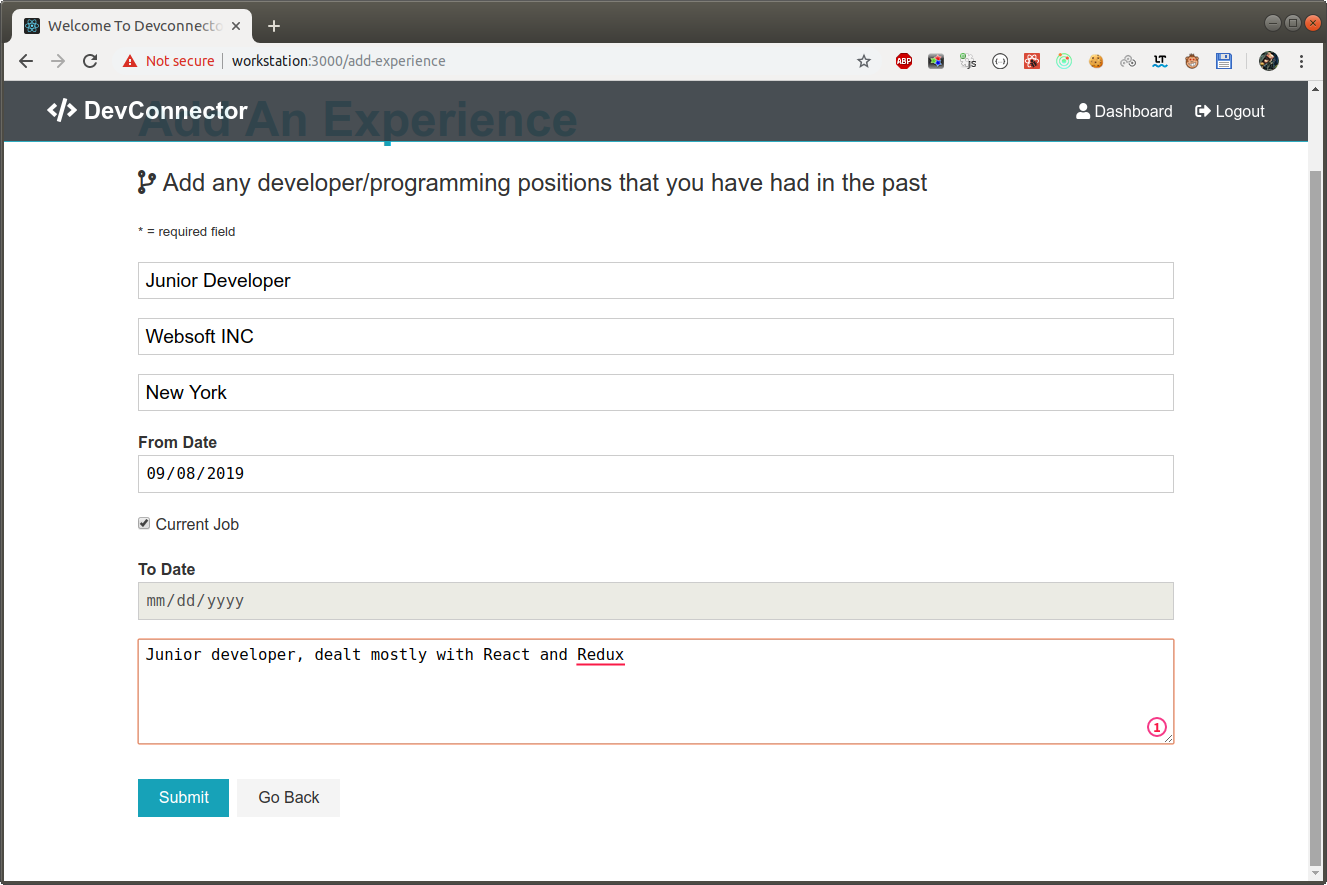 Welcome To Devconnecto
Not secure
workstation:3000/add-experience
ABP
js
LT
DevConnector
Dashboard
Logout
Add An Experience
Add any developer/programming positions that you have had in the past
* = required field
Junior Developer
Websoft INC
New York
From Date
09/08/2019
Current Job
To Date
mm/dd/yyyy
Junior developer, dealt mostly with React and Redux
1
Submit
Go Back